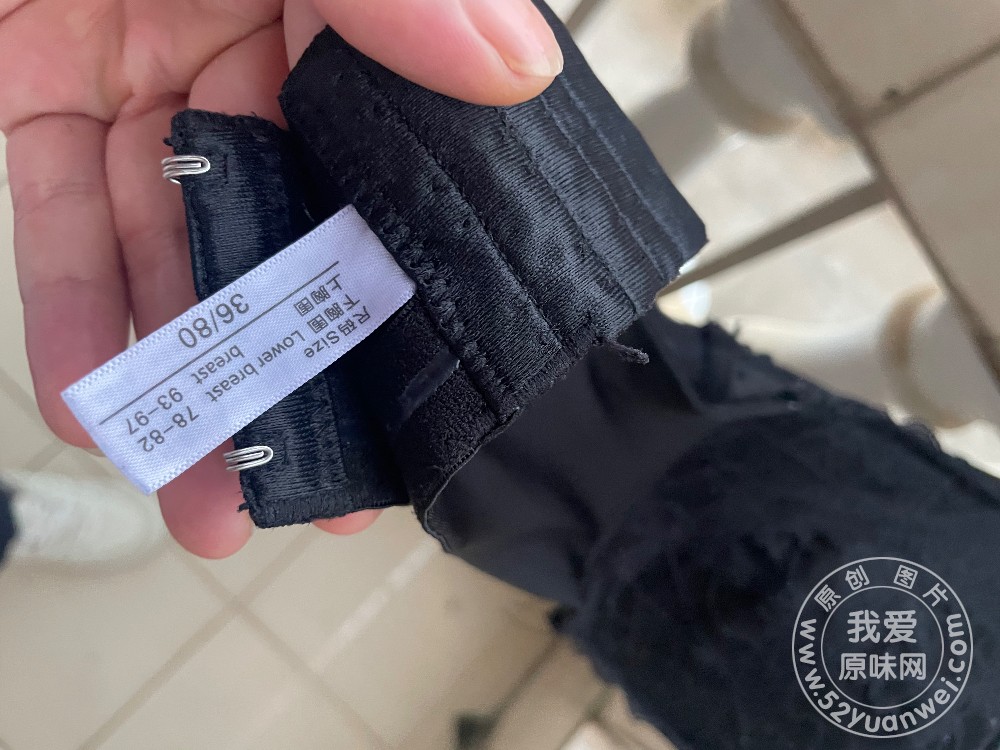 尺码Size 36/80
下胸围 Lower breast 78-82
上胸围 breast 93-97
原创图片
我爱
原味网
www.52yuanwei.com